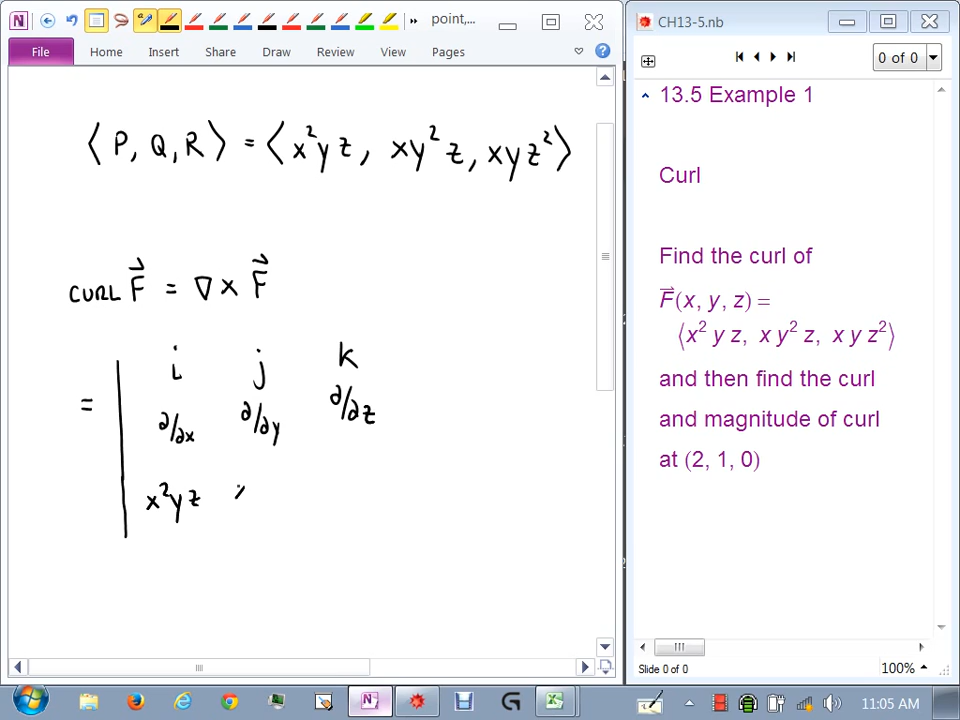 point,...
File Home Insert Share Draw Review View Pages
⟨P, Q, R⟩ = ⟨x²yz, xy²z, xyz²⟩
CURL F⃗ = ∇ × F⃗
i j k
= | ∂/∂x ∂/∂y ∂/∂z
x²yz
CH13-5.nb
0 of 0
13.5 Example 1
Curl
Find the curl of
F⃗(x, y, z) =
⟨x² y z, x y² z, x y z²⟩
and then find the curl
and magnitude of curl
at (2, 1, 0)
Slide 0 of 0 100%
11:05 AM